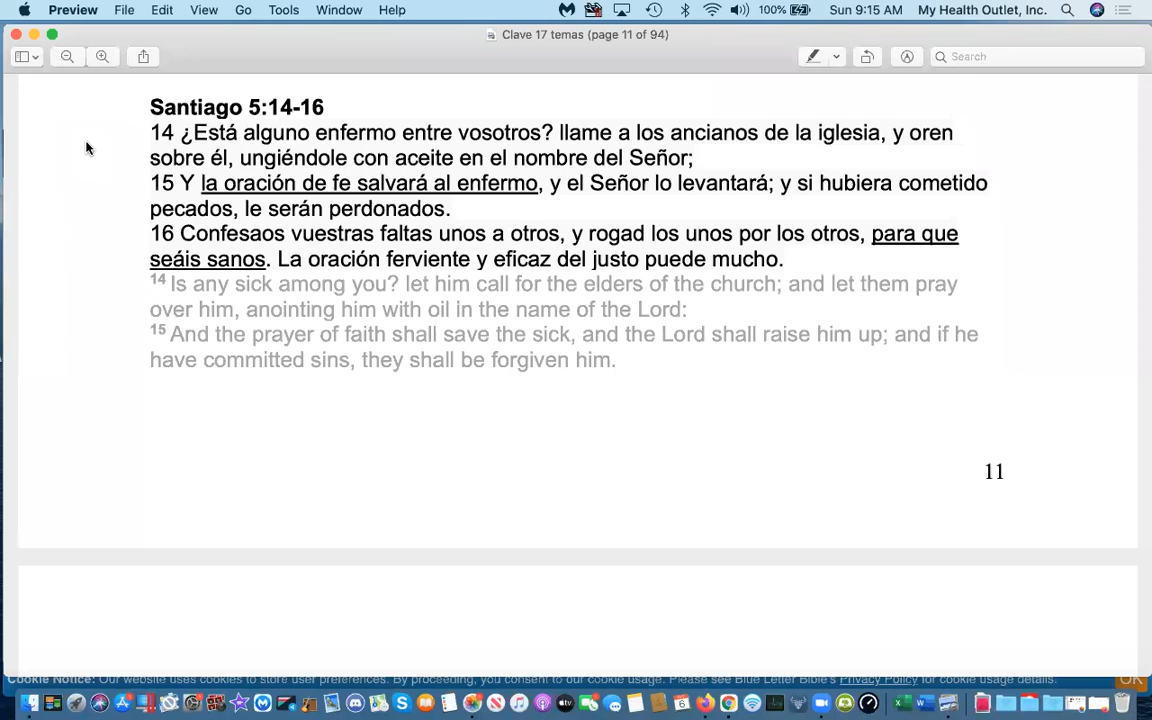 Preview File Edit View Go Tools Window Help 100% Sun 9:15 AM My Health Outlet, Inc.
Clave 17 temas (page 11 of 94)
Search
Santiago 5:14-16
14 ¿Está alguno enfermo entre vosotros? llame a los ancianos de la iglesia, y oren
sobre él, ungiéndole con aceite en el nombre del Señor;
15 Y la oración de fe salvará al enfermo, y el Señor lo levantará; y si hubiera cometido
pecados, le serán perdonados.
16 Confesaos vuestras faltas unos a otros, y rogad los unos por los otros, para que
seáis sanos. La oración ferviente y eficaz del justo puede mucho.
14 Is any sick among you? let him call for the elders of the church; and let them pray
over him, anointing him with oil in the name of the Lord:
15 And the prayer of faith shall save the sick, and the Lord shall raise him up; and if he
have committed sins, they shall be forgiven him.
11
Cookie Notice: Our website uses cookies to store user preferences. By proceeding, you consent to our cookie usage. Please see Blue Letter Bible's Privacy Policy for cookie usage details. OK